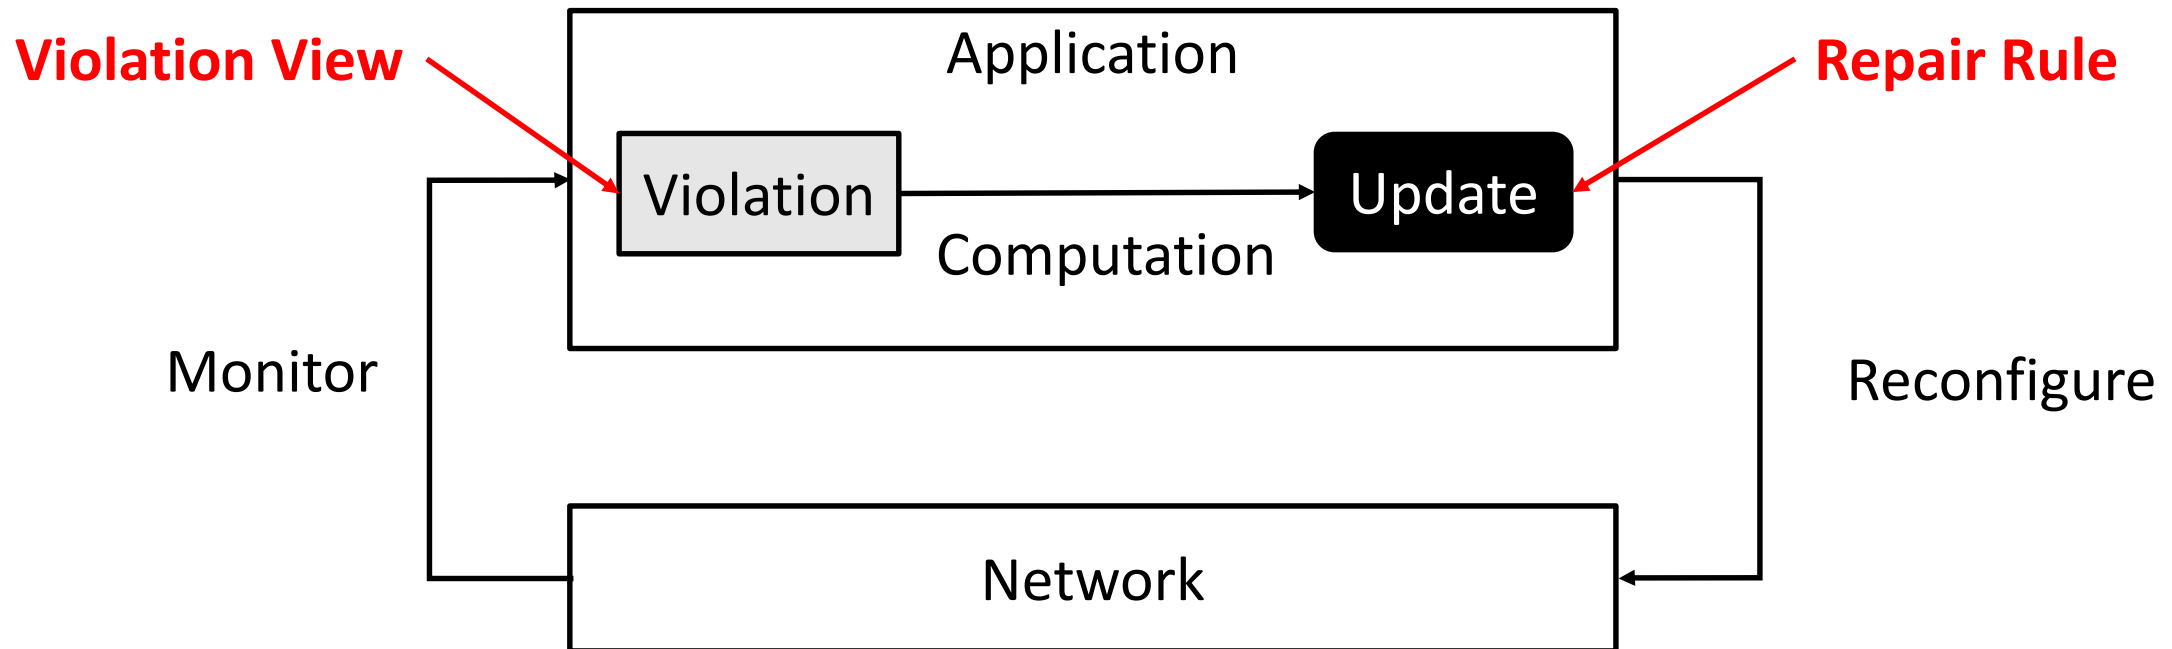 Application
Violation View
Repair Rule
Violation
Update
Computation
Monitor
Reconfigure
Network